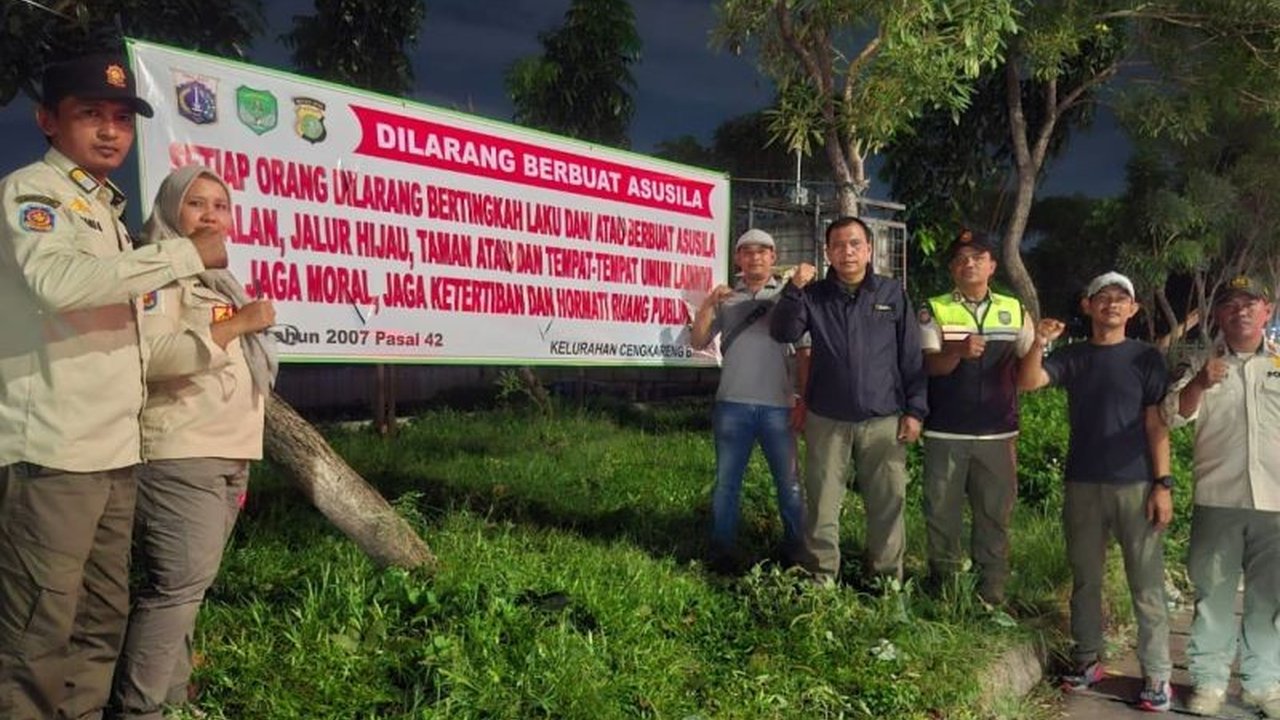 DILARANG BERBUAT ASUSILA
SETIAP ORANG DILARANG BERTINGKAH LAKU DAN/ ATAU BERBUAT ASUSILA
JALAN, JALUR HIJAU, TAMAN ATAU DAN TEMPAT-TEMPAT UMUM LAINNYA
JAGA MORAL, JAGA KETERTIBAN DAN HORMATI RUANG PUBLIK
Tahun 2007 Pasal 42
KELURAHAN CENGKARENG B